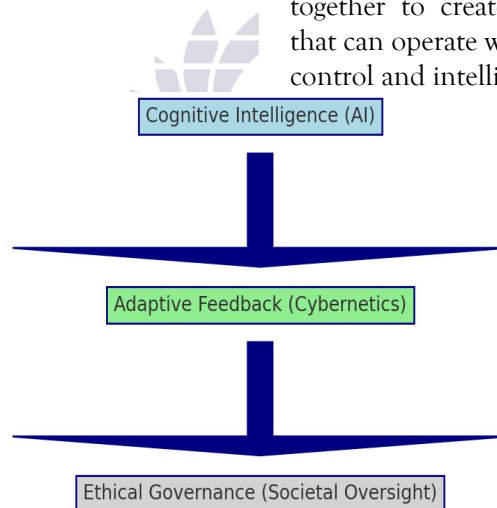 together to creat
that can operate w
control and intelli
Cognitive Intelligence (AI)
Adaptive Feedback (Cybernetics)
Ethical Governance (Societal Oversight)